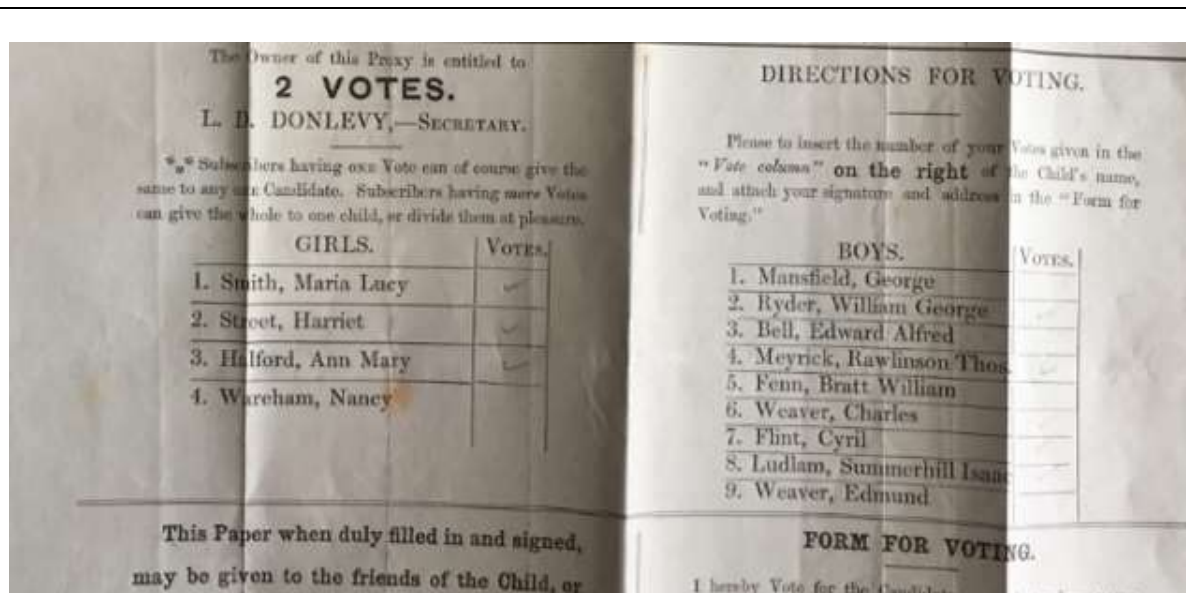 The Owner of this Proxy is entitled to
2 VOTES.
L. D. DONLEVY,—SECRETARY.
*** Subscribers having one Vote can of course give the
same to any one Candidate. Subscribers having more Votes
can give the whole to one child, or divide them at pleasure.
GIRLS. VOTES.
1. Smith, Maria Lucy
2. Street, Harriet
3. Halford, Ann Mary
4. Wareham, Nancy
This Paper when duly filled in and signed,
may be given to the friends of the Child, or
DIRECTIONS FOR VOTING.
Please to insert the number of your Votes given in the
"Vote column" on the right of the Child's name,
and attach your signature and address in the "Form for
Voting."
BOYS. VOTES.
1. Mansfield, George
2. Ryder, William George
3. Bell, Edward Alfred
4. Meyrick, Rawlinson Thos.
5. Fenn, Bratt William
6. Weaver, Charles
7. Flint, Cyril
8. Ludlam, Summerhill Isaac
9. Weaver, Edmund
FORM FOR VOTING.
I hereby Vote for the Candidate